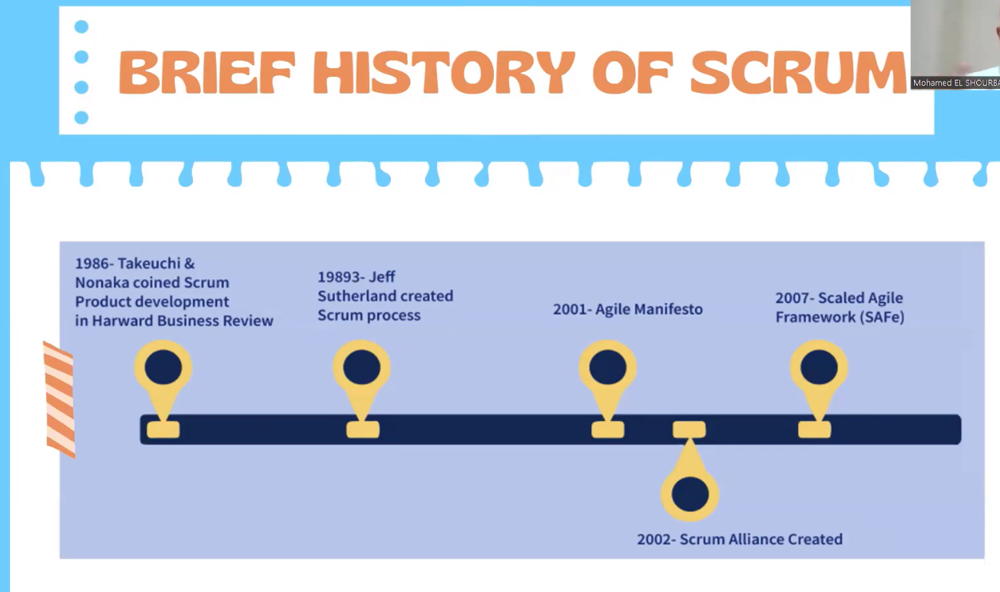 BRIEF HISTORY OF SCRUM
Mohamed EL SHOURBA
1986- Takeuchi &
Nonaka coined Scrum
Product development
in Harward Business Review
19893- Jeff
Sutherland created
Scrum process
2001- Agile Manifesto
2007- Scaled Agile
Framework (SAFe)
2002- Scrum Alliance Created